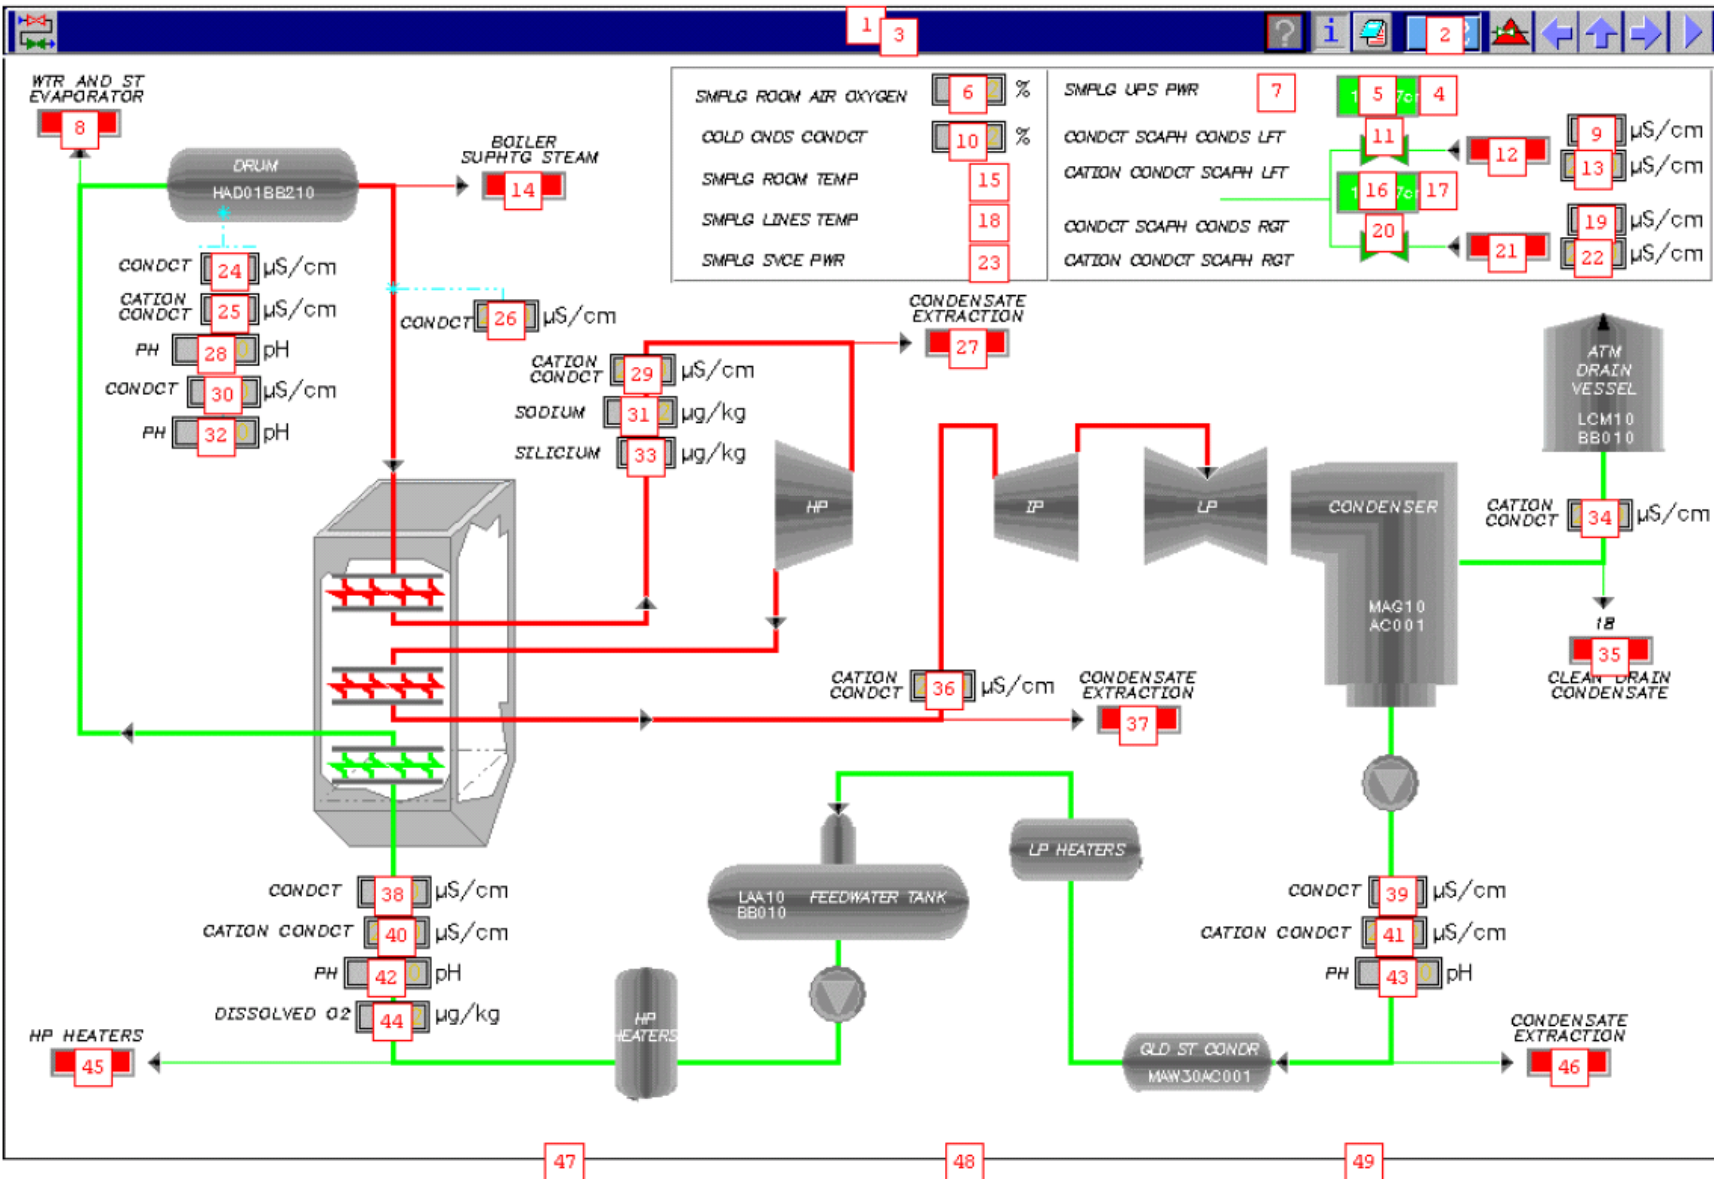 1
3
?
i
2
WTR AND ST
EVAPORATOR
8
BOILER
SUPHTG STEAM
14
DRUM
HAD01BB210
SMPLG ROOM AIR OXYGEN 6 %
COLD CNDS CONDCT 10 %
SMPLG ROOM TEMP 15
SMPLG LINES TEMP 18
SMPLG SVCE PWR 23
SMPLG UPS PWR 7 5 4
CONDCT SCAPH CONDS LFT 11 12 9 µS/cm
CATION CONDCT SCAPH LFT 13 µS/cm
16 17
CONDCT SCAPH CONDS RGT 20 19 µS/cm
CATION CONDCT SCAPH RGT 21 22 µS/cm
CONDCT 24 µS/cm
CATION
CONDCT 25 µS/cm
PH 28 pH
CONDCT 30 µS/cm
PH 32 pH
CONDCT 26 µS/cm
CATION
CONDCT 29 µS/cm
SODIUM 31 µg/kg
SILICIUM 33 µg/kg
CONDENSATE
EXTRACTION
27
HP
IP
LP
CONDENSER
MAG10
AC001
ATM
DRAIN
VESSEL
LCM10
BB010
CATION
CONDCT 34 µS/cm
18
35
CLEAN DRAIN
CONDENSATE
CATION
CONDCT 36 µS/cm
CONDENSATE
EXTRACTION
37
LP HEATERS
LAA10
BB010
FEEDWATER TANK
HP
HEATERS
CONDCT 38 µS/cm
CATION CONDCT 40 µS/cm
PH 42 pH
DISSOLVED O2 44 µg/kg
HP HEATERS
45
CONDCT 39 µS/cm
CATION CONDCT 41 µS/cm
PH 43 pH
GLD ST CONDR
MAW30AC001
CONDENSATE
EXTRACTION
46
47
48
49